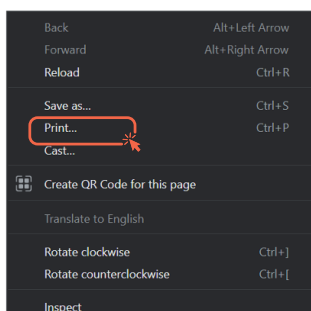 Back Alt+Left Arrow
Forward Alt+Right Arrow
Reload Ctrl+R
Save as... Ctrl+S
Print... Ctrl+P
Cast...
Create QR Code for this page
Translate to English
Rotate clockwise Ctrl+]
Rotate counterclockwise Ctrl+[
Inspect